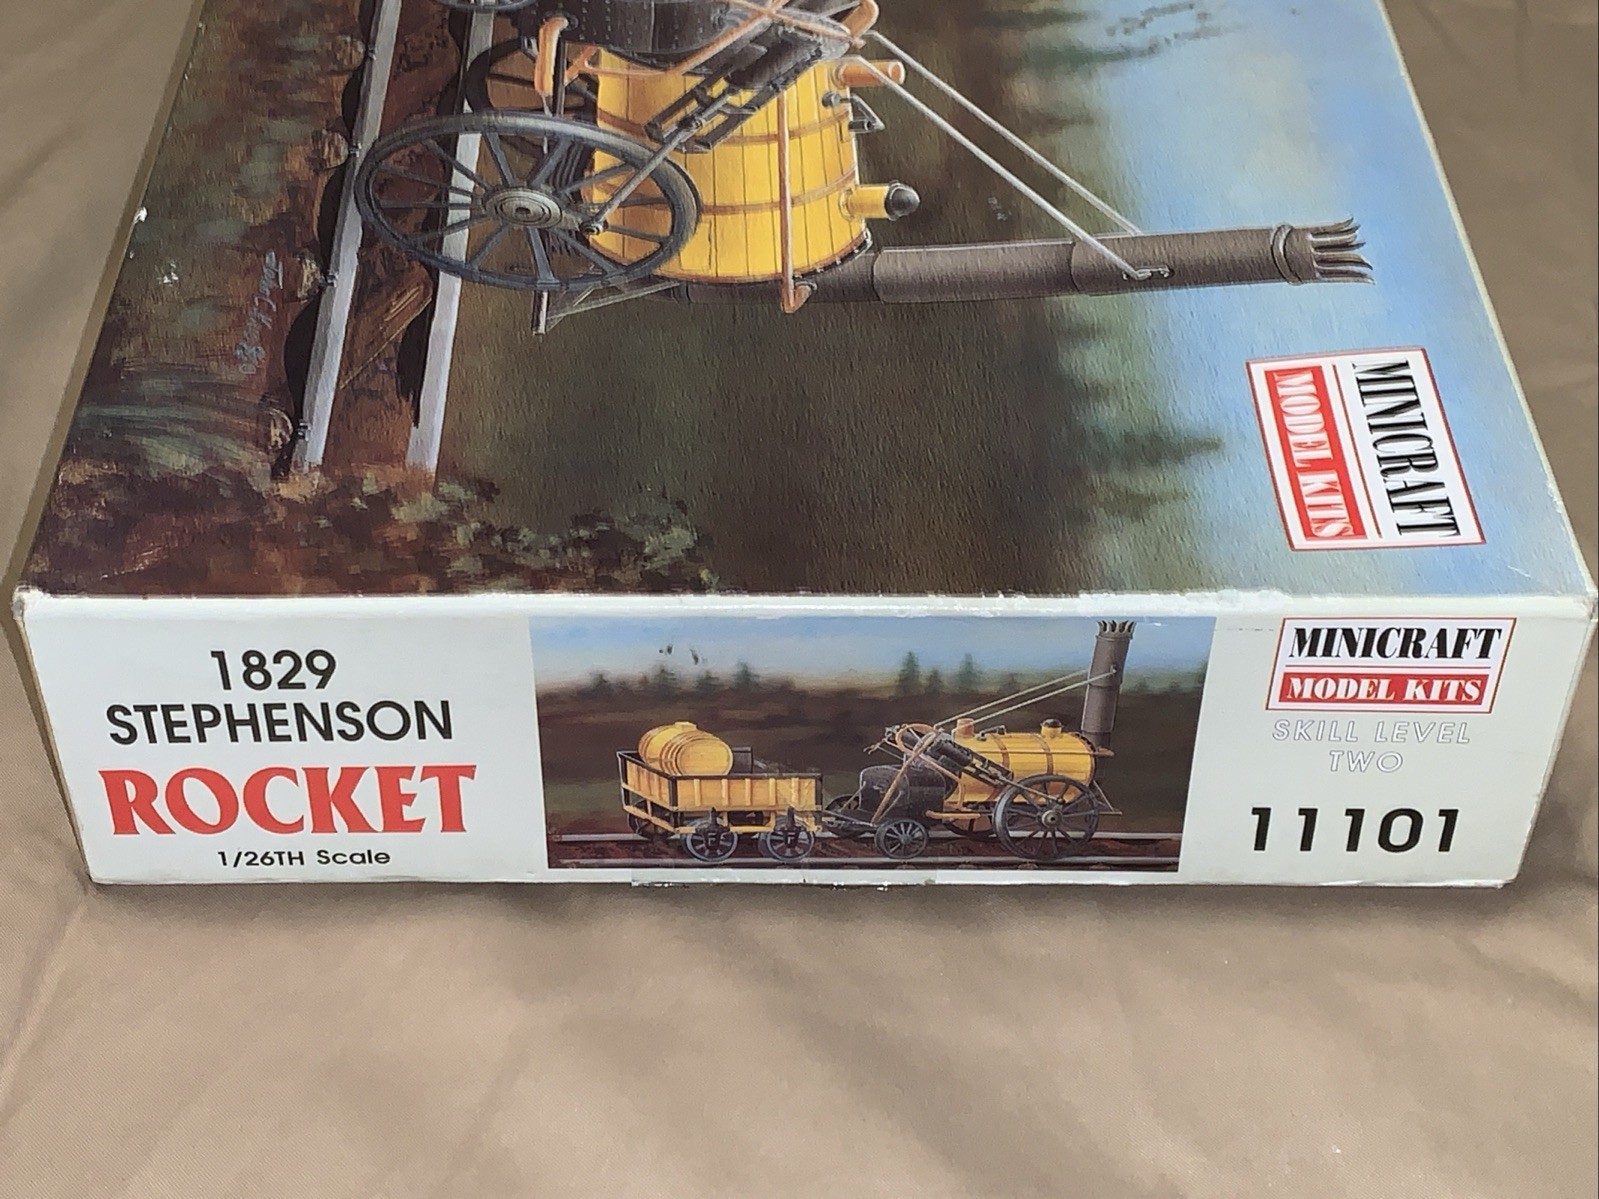 MINICRAFT
MODEL KITS
1829
STEPHENSON
ROCKET
1/26TH Scale
MINICRAFT
MODEL KITS
SKILL LEVEL
TWO
11101